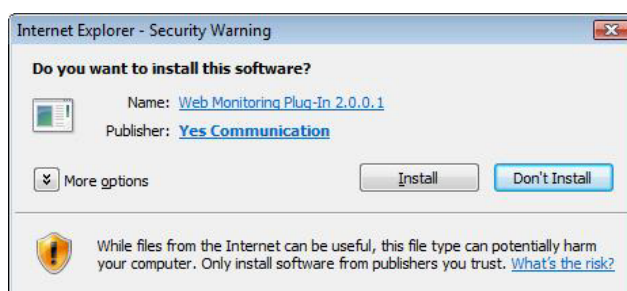 Internet Explorer - Security Warning
Do you want to install this software?
Name: Web Monitoring Plug-In 2.0.0.1
Publisher: Yes Communication
More options
Install
Don't Install
While files from the Internet can be useful, this file type can potentially harm
your computer. Only install software from publishers you trust. What's the risk?